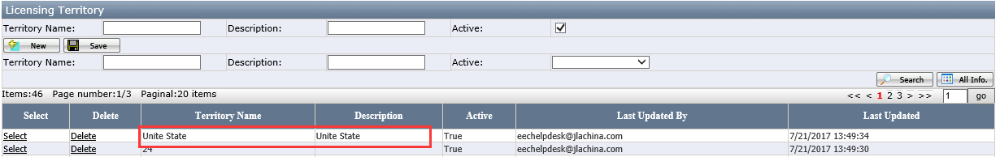 Licensing Territory
Territory Name: Description: Active:
New Save
Territory Name: Description: Active:
Search All Info.
Items:46 Page number:1/3 Paginal:20 items << < 1 2 3 > >> 1 go
Select Delete Territory Name Description Active Last Updated By Last Updated
Select Delete Unite State Unite State True eechelpdesk@jlachina.com 7/21/2017 13:49:34
Select Delete 24 True eechelpdesk@jlachina.com 7/21/2017 13:49:30